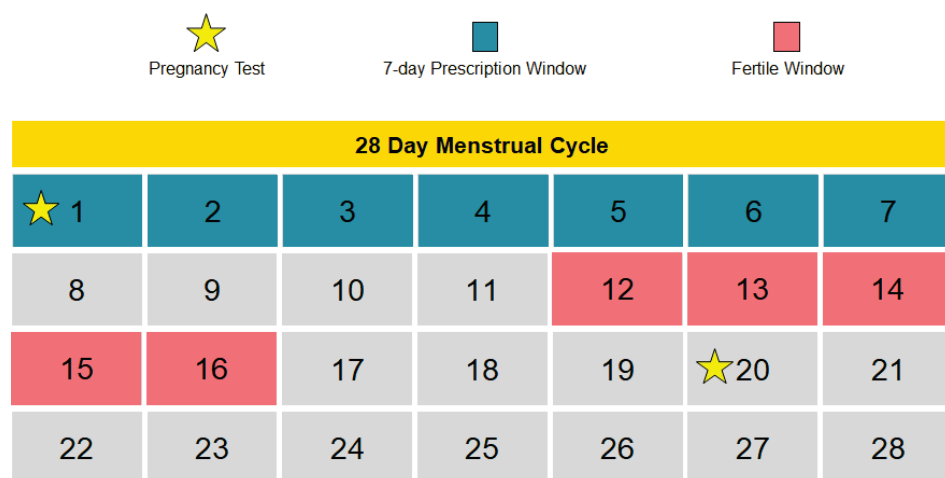 Pregnancy Test 7-day Prescription Window Fertile Window
28 Day Menstrual Cycle
1 2 3 4 5 6 7
8 9 10 11 12 13 14
15 16 17 18 19 20 21
22 23 24 25 26 27 28